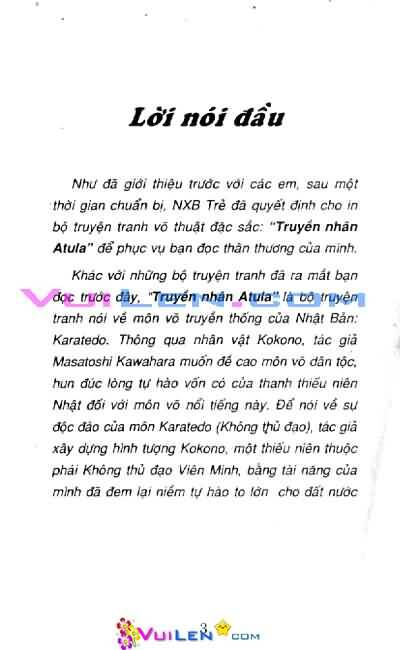 Lời nói đầu
Như đã giới thiệu trước với các em, sau một
thời gian chuẩn bị, NXB Trẻ đã quyết định cho in
bộ truyện tranh võ thuật đặc sắc: “Truyền nhân
Atula” để phục vụ bạn đọc thân thương của mình.
Khác với những bộ truyện tranh đã ra mắt bạn
đọc trước đây, “Truyền nhân Atula” là bộ truyện
VUILEN.COM
tranh nói về môn võ truyền thống của Nhật Bản:
Karatedo. Thông qua nhân vật Kokono, tác giả
Masatoshi Kawahara muốn đề cao môn võ dân tộc,
hun đúc lòng tự hào vốn có của thanh thiếu niên
Nhật đối với môn võ nổi tiếng này. Để nói về sự
độc đáo của môn Karatedo (Không thủ đạo), tác giả
xây dựng hình tượng Kokono, một thiếu niên thuộc
phái Không thủ đạo Viên Minh, bằng tài năng của
mình đã đem lại niềm tự hào to lớn cho đất nước
3
VUILEN.COM